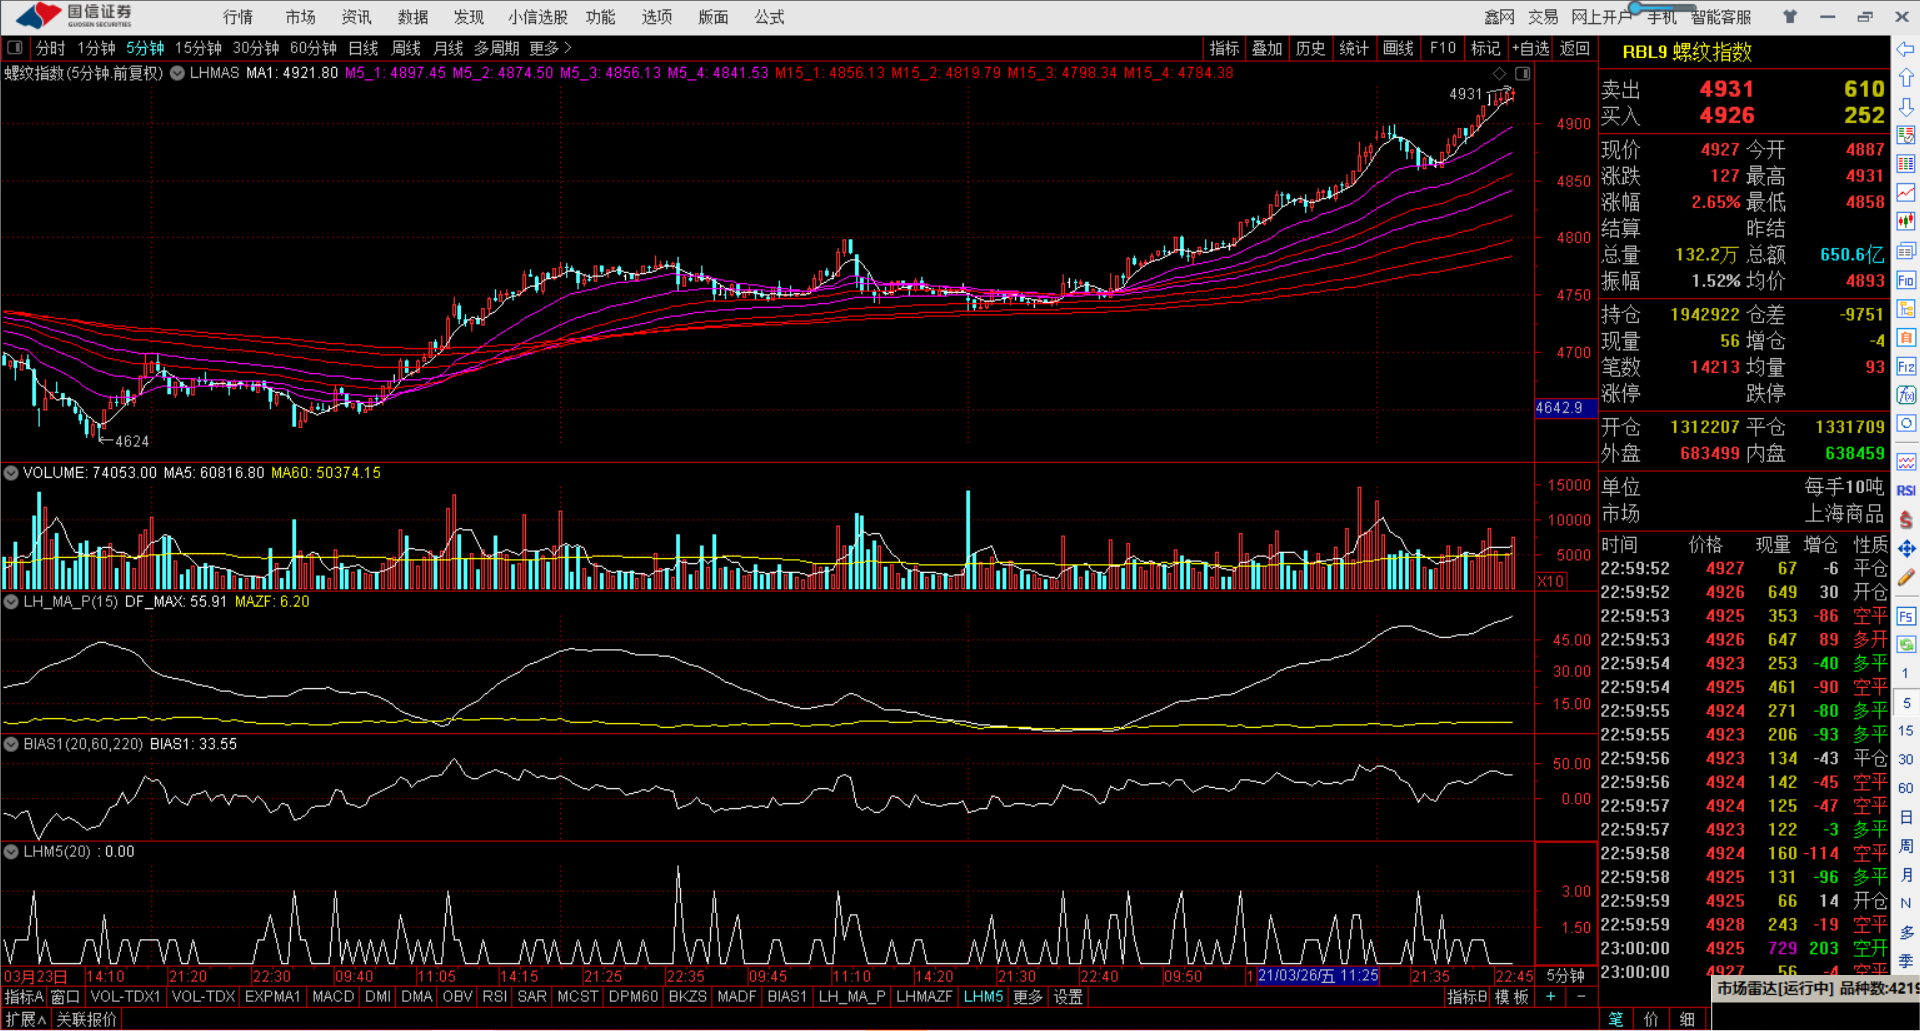 国信证券 GUOSEN SECURITIES
行情 市场 资讯 数据 发现 小信选股 功能 选项 版面 公式 鑫网 交易 网上开户 手机 智能客服
分时 1分钟 5分钟 15分钟 30分钟 60分钟 日线 周线 月线 多周期 更多 指标 叠加 历史 统计 画线 F10 标记 +自选 返回
螺纹指数(5分钟.前复权) LHMAS MA1: 4921.80 M5_1: 4897.45 M5_2: 4874.50 M5_3: 4856.13 M5_4: 4841.53 M15_1: 4856.13 M15_2: 4819.79 M15_3: 4798.34 M15_4: 4784.38
4931
4900
4850
4800
4750
4700
4642.9
4624
VOLUME: 74053.00 MA5: 60816.80 MA60: 50374.15
15000
10000
5000
X10
LH_MA_P(15) DF_MAX: 55.91 MAZF: 6.20
45.00
30.00
15.00
BIAS1(20,60,220) BIAS1: 33.55
50.00
0.00
LHM5(20) : 0.00
3.00
1.50
03月23日 14:10 21:20 22:30 09:40 11:05 14:15 21:25 22:35 09:45 11:10 14:20 21:30 22:40 09:50 1 21/03/26/五 11:25 21:35 22:45 5分钟
指标A 窗口 VOL-TDX1 VOL-TDX EXPMA1 MACD DMI DMA OBV RSI SAR MCST DPM60 BKZS MADF BIAS1 LH_MA_P LHMAZF LHM5 更多 设置 指标B 模板 + -
扩展∧ 关联报价
RBL9 螺纹指数
卖出 4931 610
买入 4926 252
现价 4927 今开 4887
涨跌 127 最高 4931
涨幅 2.65% 最低 4858
结算 昨结
总量 132.2万 总额 650.6亿
振幅 1.52% 均价 4893
持仓 1942922 仓差 -9751
现量 56 增仓 -4
笔数 14213 均量 93
涨停 跌停
开仓 1312207 平仓 1331709
外盘 683499 内盘 638459
单位 每手10吨
市场 上海商品
时间 价格 现量 增仓 性质
22:59:52 4927 67 -6 平仓
22:59:52 4926 649 30 开仓
22:59:53 4925 353 -86 空平
22:59:53 4926 647 89 多开
22:59:54 4923 253 -40 多平
22:59:54 4925 461 -90 空平
22:59:55 4924 271 -80 多平
22:59:55 4923 206 -93 多平
22:59:56 4923 134 -43 平仓
22:59:56 4924 142 -45 空平
22:59:57 4924 125 -47 空平
22:59:57 4923 122 -3 多平
22:59:58 4924 160 -114 空平
22:59:58 4925 131 -96 多平
22:59:59 4925 66 14 开仓
22:59:59 4928 243 -19 空平
23:00:00 4925 729 203 空开
23:00:00 4927 56 -4 空平
市场雷达[运行中] 品种数:4219
笔 价 细
F10
自
F12
f(x)
RSI
$
F5
1
5
15
30
60
日
周
月
N
多
季